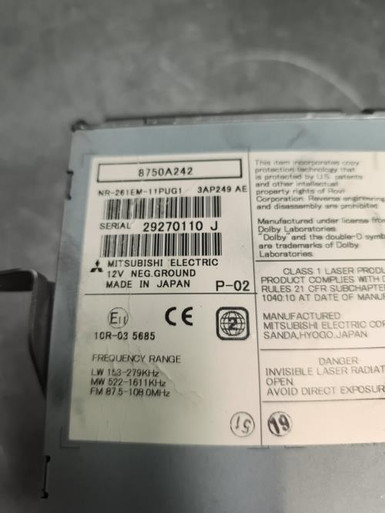 8750A242
NR-261EM-11PUG1 3AP249 AE
SERIAL 29270110 J
MITSUBISHI ELECTRIC
12V NEG.GROUND
MADE IN JAPAN P-02
E11
CE
2
10R-03 5685
FREQUENCY RANGE
LW 153-279KHz
MW 522-1611KHz
FM 87.5-108.0MHz
51
19
This item incorporates copy
protection technology that
is protected by U.S. patents
and other intellectual
property rights of Rovi
Corporation. Reverse engineering
and disassembly are prohibited
Manufactured under license from
Dolby Laboratories.
"Dolby" and the double-D symbol
are trademarks of Dolby
Laboratories.
CLASS 1 LASER PRODU
PRODUCT COMPLIES WITH
RULES 21 CFR SUBCHAPTER
1040.10 AT DATE OF MANU
MANUFACTURED
MITSUBISHI ELECTRIC COR
SANDA,HYOGO,JAPAN
DANGER-
INVISIBLE LASER RADIAT
OPEN.
AVOID DIRECT EXPOSUR